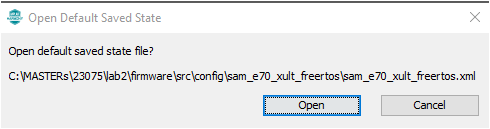 Open Default Saved State
Open default saved state file?
C:\MASTERs\23075\lab2\firmware\src\config\sam_e70_xult_freertos\sam_e70_xult_freertos.xml
Open
Cancel